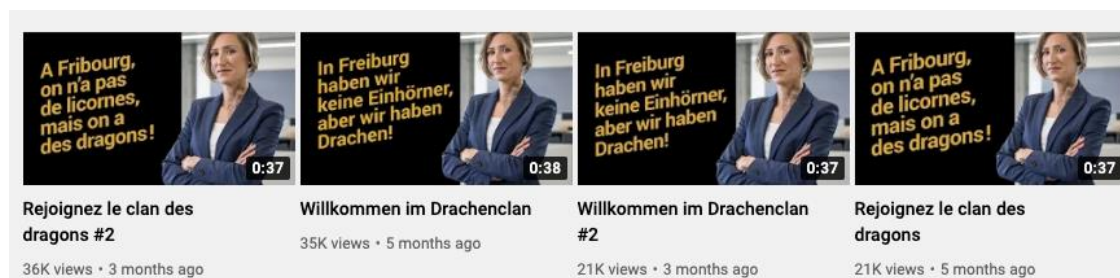 A Fribourg,
on n'a pas
de licornes,
mais on a
des dragons!
0:37
Rejoignez le clan des
dragons #2
36K views • 3 months ago
In Freiburg
haben wir
keine Einhörner,
aber wir haben
Drachen!
0:38
Willkommen im Drachenclan
35K views • 5 months ago
In Freiburg
haben wir
keine Einhörner,
aber wir haben
Drachen!
0:37
Willkommen im Drachenclan
#2
21K views • 3 months ago
A Fribourg,
on n'a pas
de licornes,
mais on a
des dragons!
0:37
Rejoignez le clan des
dragons
21K views • 5 months ago